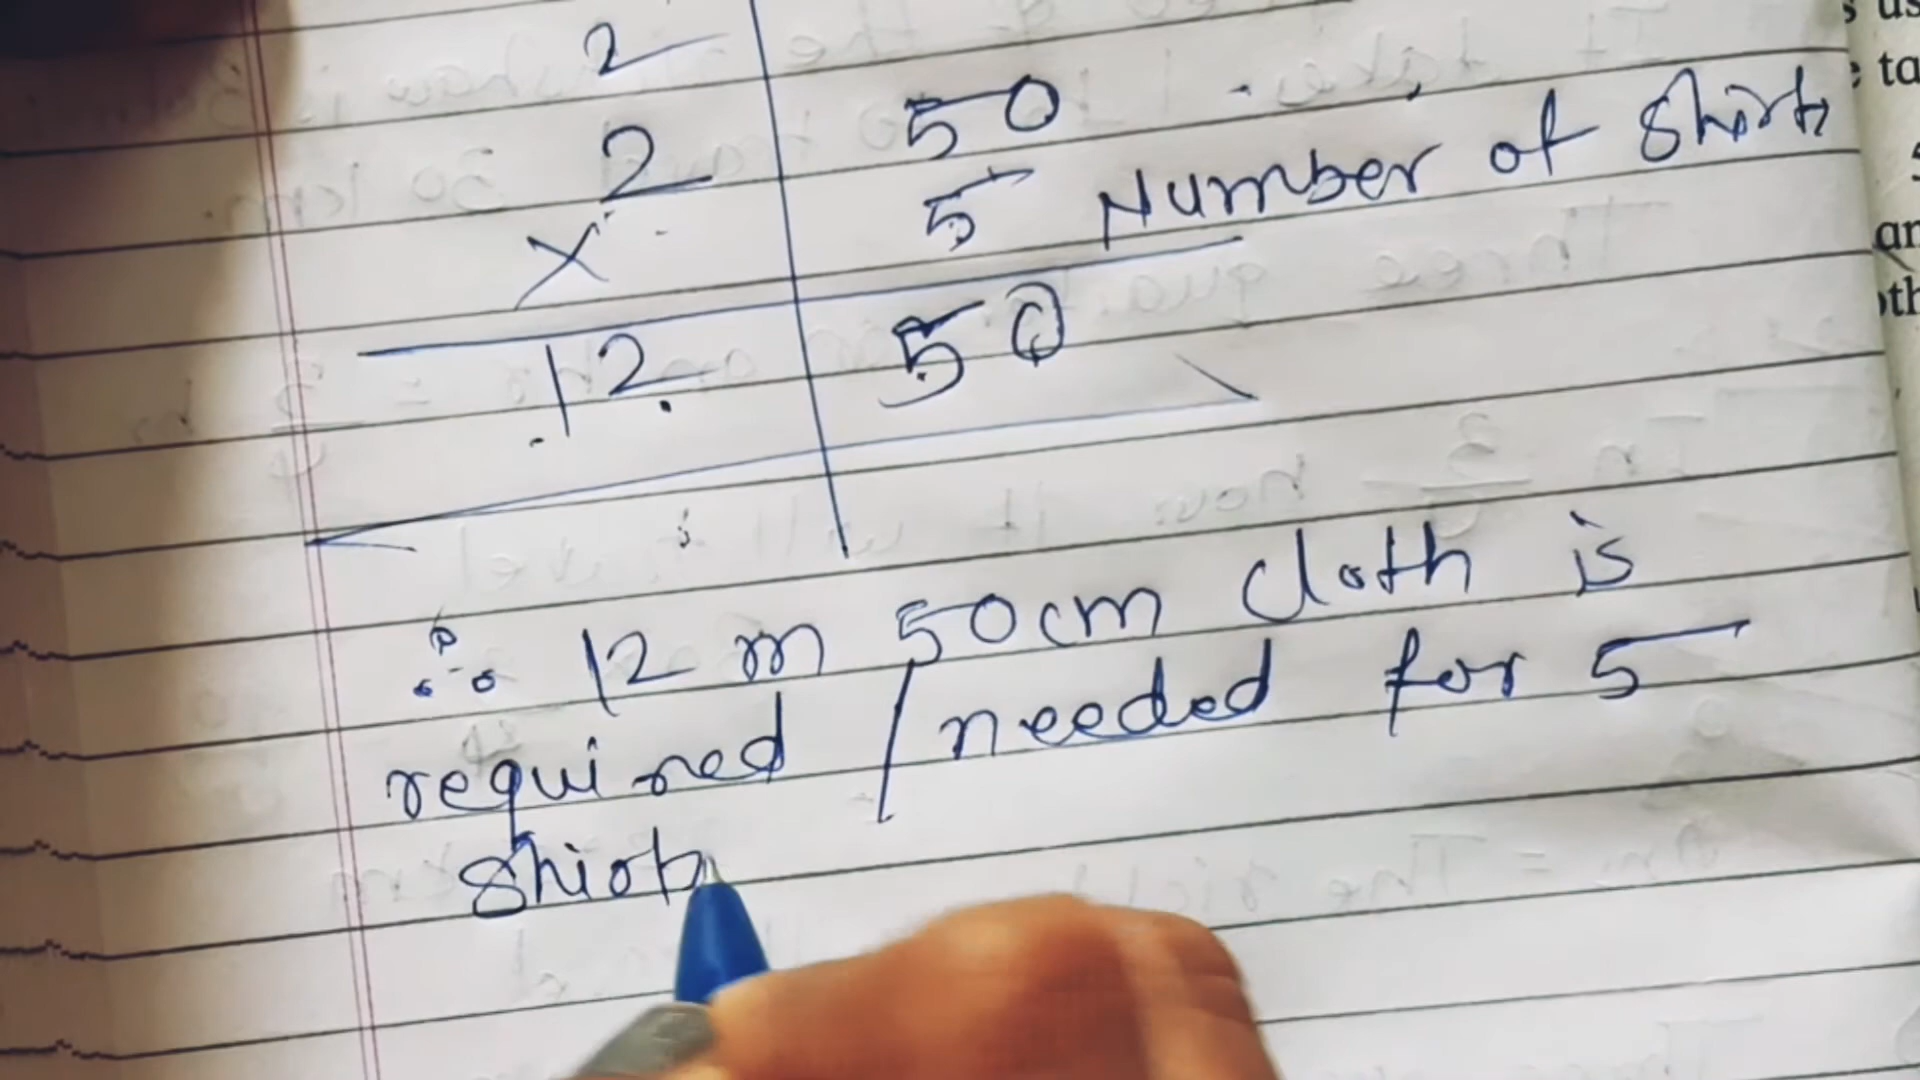 2
2 50
× 5 Number of Shirts
12 50
∴ 12 m 50cm cloth is
required / needed for 5
Shirts